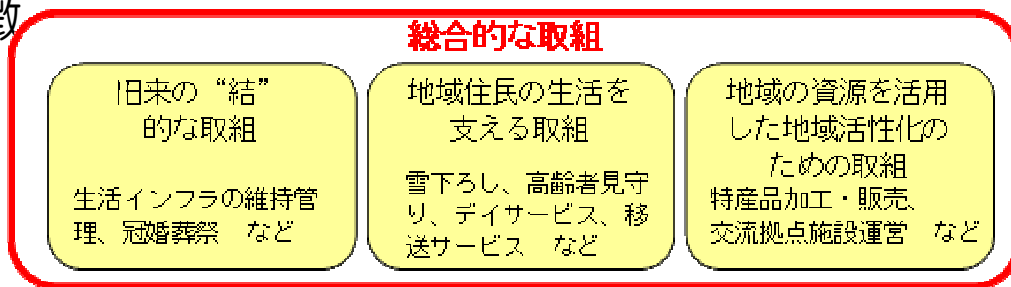 徴
総合的な取組
旧来の“結”
的な取組
生活インフラの維持管
理、冠婚葬祭　など
地域住民の生活を
支える取組
雪下ろし、高齢者見守
り、デイサービス、移
送サービス　など
地域の資源を活用
した地域活性化の
ための取組
特産品加工・販売、
交流拠点施設運営　など